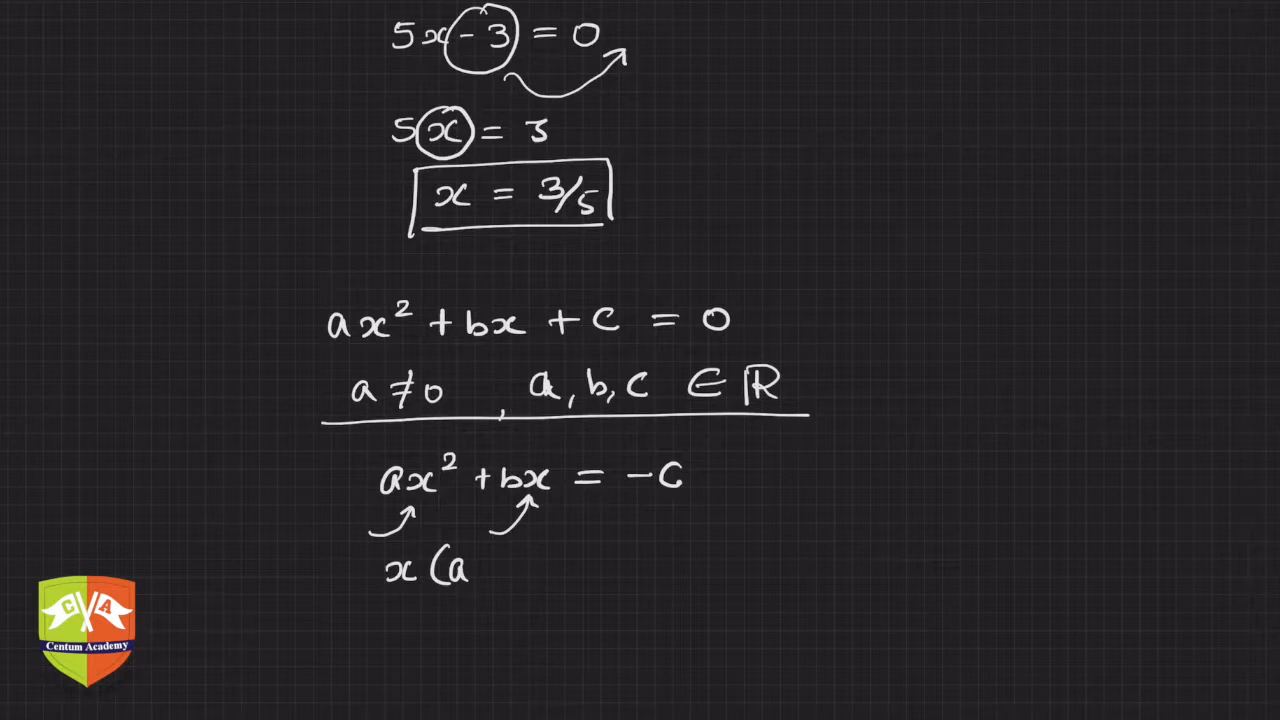 5x - 3 = 0
5x = 3
x = 3/5
ax² + bx + c = 0
a ≠ 0 , a, b, c ∈ ℝ
ax² + bx = -c
x (a
C A
Centum Academy